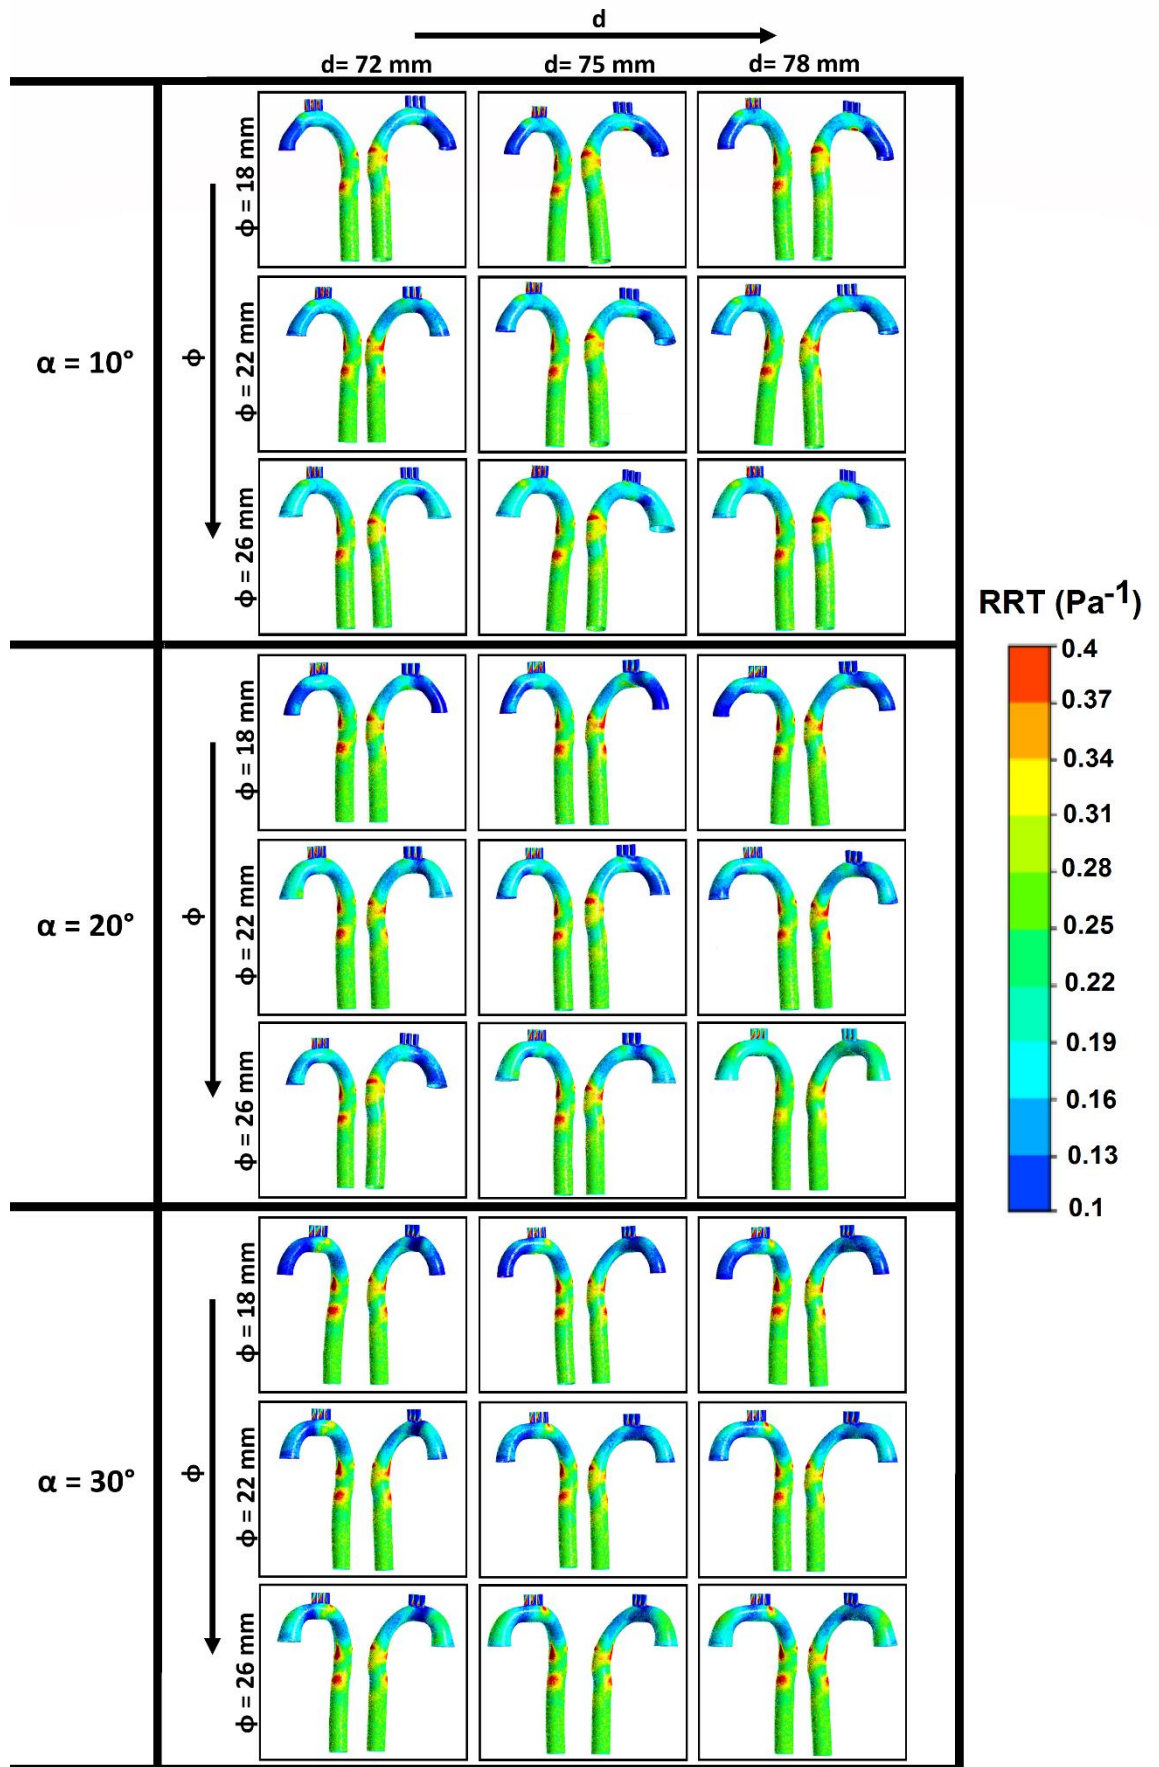 d
d= 72 mm d= 75 mm d= 78 mm
α = 10°
ϕ
ϕ = 18 mm
ϕ = 22 mm
ϕ = 26 mm
RRT (Pa⁻¹)
0.4
0.37
0.34
0.31
0.28
0.25
0.22
0.19
0.16
0.13
0.1
α = 20°
ϕ
ϕ = 18 mm
ϕ = 22 mm
ϕ = 26 mm
α = 30°
ϕ
ϕ = 18 mm
ϕ = 22 mm
ϕ = 26 mm